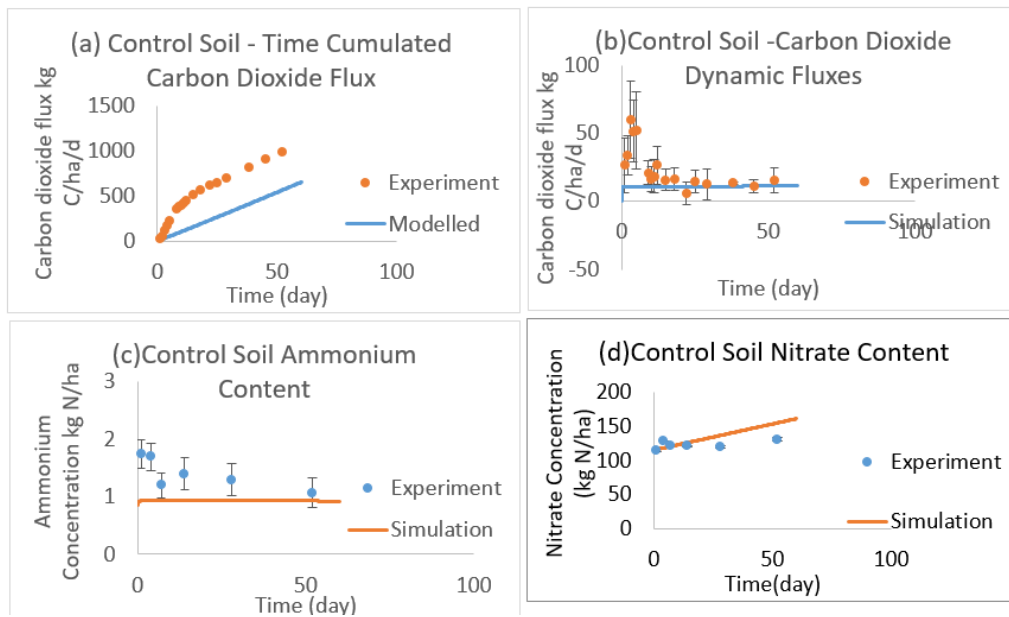 (a) Control Soil - Time Cumulated
Carbon Dioxide Flux
Carbon dioxide flux kg
C/ha/d
1500
1000
500
0
0
50
100
Time (day)
Experiment
Modelled
(b)Control Soil -Carbon Dioxide
Dynamic Fluxes
Carbon dioxide flux kg
C/ha/d
100
50
0
-50
0
50
100
Time (day)
Experiment
Simulation
(c)Control Soil Ammonium
Content
Ammonium
Concentration kg N/ha
3
2
1
0
0
50
100
Time (day)
Experiment
Simulation
(d)Control Soil Nitrate Content
Nitrate Concentration
(kg N/ha)
200
150
100
50
0
0
50
100
Time(day)
Experiment
Simulation